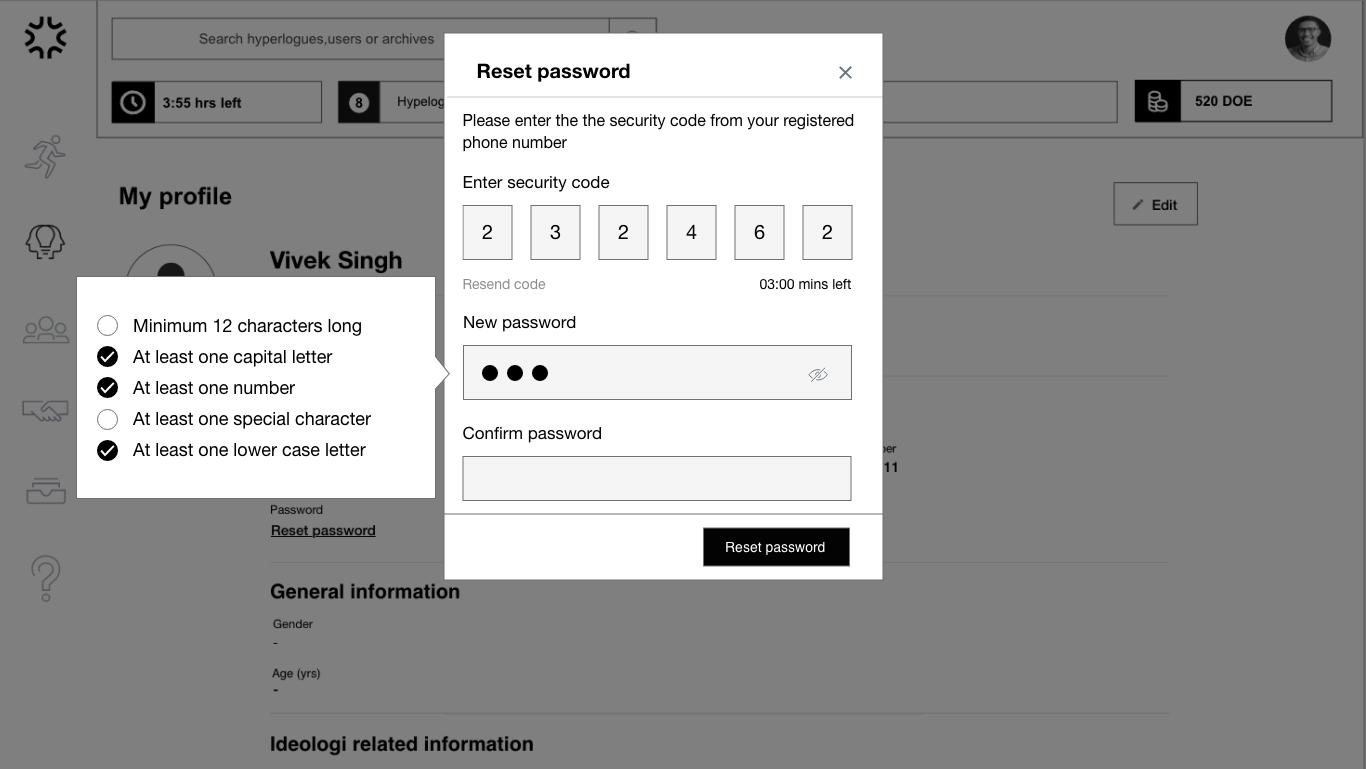 Search hyperlogues,users or archives
3:55 hrs left
8
520 DOE
My profile
Edit
Vivek Singh
Reset password
Please enter the the security code from your registered
phone number
Enter security code
2 3 2 4 6 2
Resend code
03:00 mins left
New password
Confirm password
Reset password
Minimum 12 characters long
At least one capital letter
At least one number
At least one special character
At least one lower case letter
11
Password
Reset password
General information
Gender
-
Age (yrs)
-
Ideologi related information